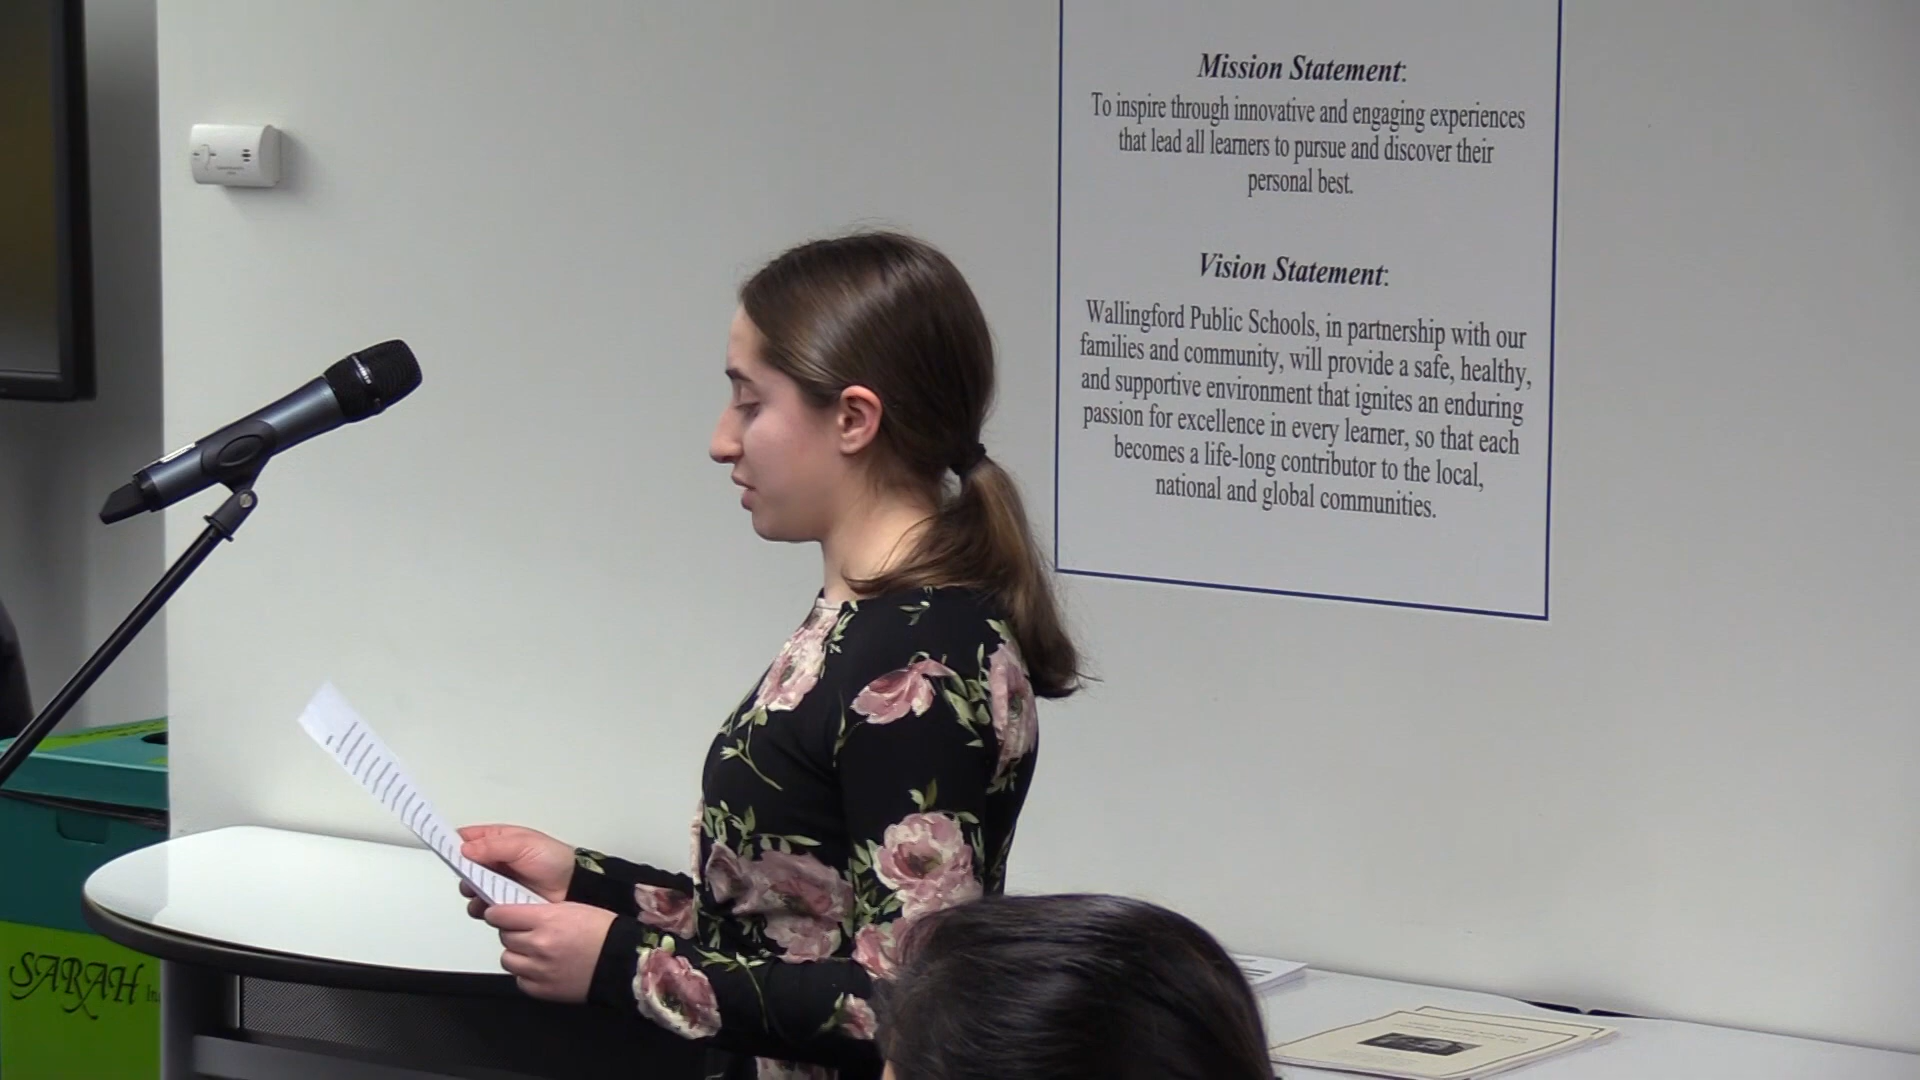 Mission Statement:
To inspire through innovative and engaging experiences
that lead all learners to pursue and discover their
personal best.
Vision Statement:
Wallingford Public Schools, in partnership with our
families and community, will provide a safe, healthy,
and supportive environment that ignites an enduring
passion for excellence in every learner, so that each
becomes a life-long contributor to the local,
national and global communities.
SARAH